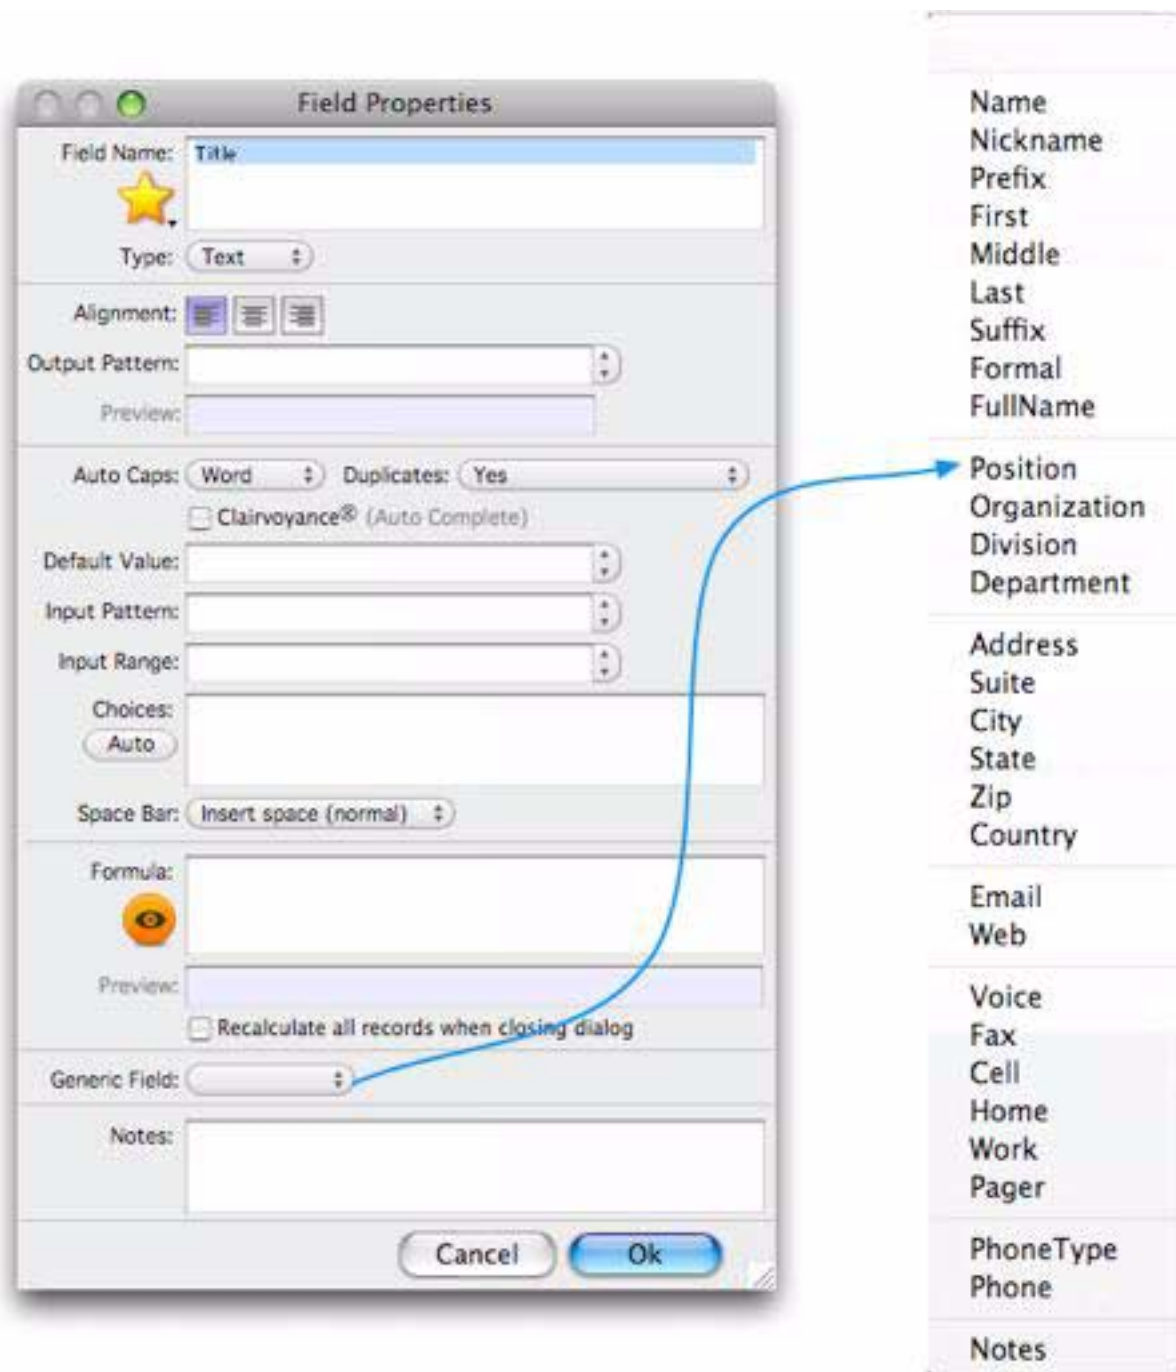 Field Properties
Field Name: Title
Type: Text
Alignment:
Output Pattern:
Preview:
Auto Caps: Word Duplicates: Yes
Clairvoyance® (Auto Complete)
Default Value:
Input Pattern:
Input Range:
Choices:
Auto
Space Bar: Insert space (normal)
Formula:
Preview:
Recalculate all records when closing dialog
Generic Field:
Notes:
Cancel Ok
Name
Nickname
Prefix
First
Middle
Last
Suffix
Formal
FullName
Position
Organization
Division
Department
Address
Suite
City
State
Zip
Country
Email
Web
Voice
Fax
Cell
Home
Work
Pager
PhoneType
Phone
Notes